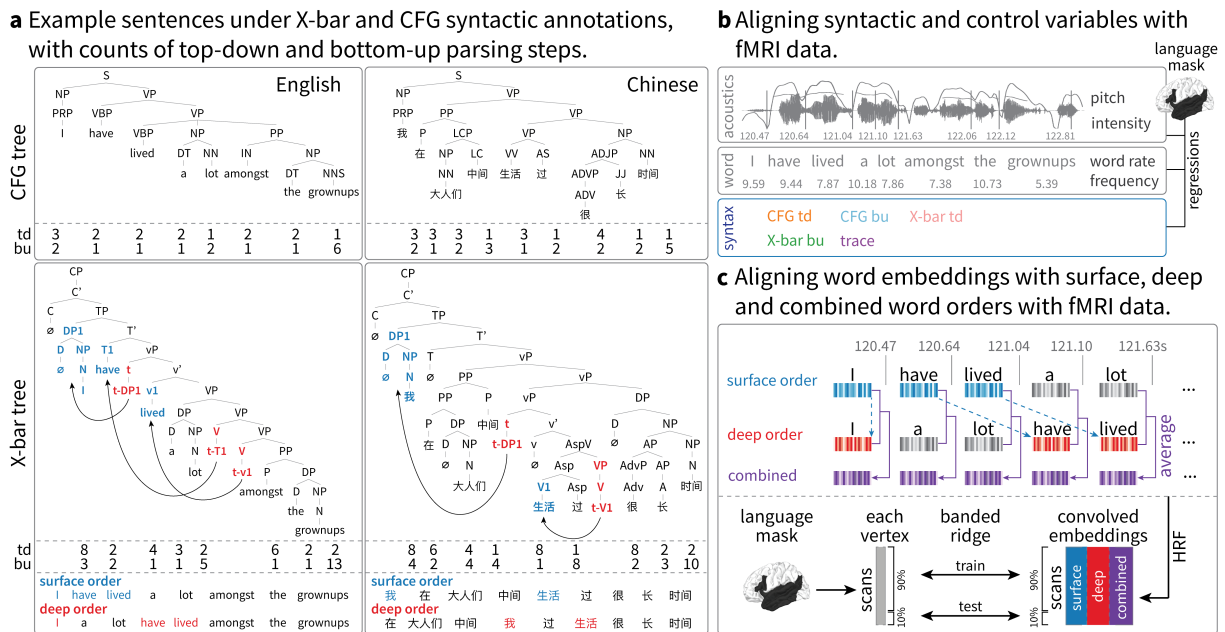 a Example sentences under X-bar and CFG syntactic annotations,
with counts of top-down and bottom-up parsing steps.
CFG tree
English
S
NP VP
PRP VBP VP
I have VBP NP PP
lived DT NN IN NP
a lot amongst DT NNS
the grownups
td 3 2 2 2 1 2 2 1
bu 2 1 1 2 2 1 1 6
Chinese
S
NP VP
PRP PP VP
我 P LCP VP NP
在 NP LC VV AS ADJP NN
NN 中间 生活 过 ADVP JJ 时间
大人们 ADV 长
很
3 3 3 1 3 1 4 1 1
2 1 2 3 1 2 2 2 5
X-bar tree
CP
C'
C TP
∅ DP1 T'
D NP T1 vP
∅ N have t v'
I t-DP1 v1 VP
lived DP VP
D NP V VP
a N t-T1 V PP
lot t-v1 P DP
amongst D NP
the N
grownups
td 8 2 4 3 2 6 2 2
bu 3 2 1 1 5 1 1 13
surface order
I have lived a lot amongst the grownups
deep order
I a lot have lived amongst the grownups
CP
C'
C TP
∅ DP1 T'
D NP T vP
∅ N ∅ PP vP
我 PP P vP DP
P DP 中间 t v' D NP
在 D NP t-DP1 v AspV ∅ AP NP
∅ N ∅ Asp VP AdvP AP N
大人们 V1 Asp V Adv A 时间
生活 过 t-V1 很 长
8 6 4 1 8 1 8 2 2
4 2 4 4 1 8 2 3 10
surface order
我 在 大人们 中间 生活 过 很 长 时间
deep order
在 大人们 中间 我 过 生活 很 长 时间
b Aligning syntactic and control variables with
fMRI data.
language
mask
acoustics
pitch
intensity
120.47 120.64 121.04 121.10 121.63 122.06 122.12 122.81
word
I have lived a lot amongst the grownups word rate
9.59 9.44 7.87 10.18 7.86 7.38 10.73 5.39 frequency
syntax
CFG td CFG bu X-bar td
X-bar bu trace
regressions
c Aligning word embeddings with surface, deep
and combined word orders with fMRI data.
120.47 120.64 121.04 121.10 121.63s
surface order I have lived a lot ...
deep order I a lot have lived ...
combined ...
average
language
mask
each
vertex
banded
ridge
convolved
embeddings
HRF
scans
90%
10%
train
test
scans
90%
10%
surface
deep
combined